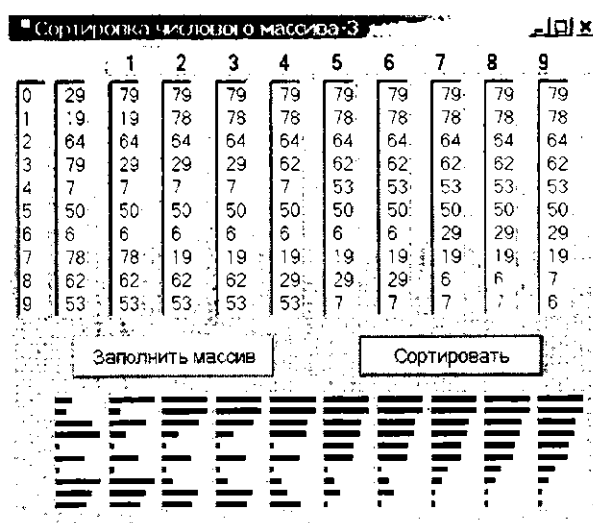 Сортировка числового массива-3
1 2 3 4 5 6 7 8 9
0 29 79 79 79 79 79 79 79 79 79
1 19 19 78 78 78 78 78 78 78 78
2 64 64 64 64 64 64 64 64 64 64
3 79 29 29 29 62 62 62 62 62 62
4 7 7 7 7 7 53 53 53 53 53
5 50 50 50 50 50 50 50 50 50 50
6 6 6 6 6 6 6 6 29 29 29
7 78 78 19 19 19 19 19 19 19 19
8 62 62 62 62 29 29 29 6 6 7
9 53 53 53 53 53 7 7 7 7 6
Заполнить массив Сортировать